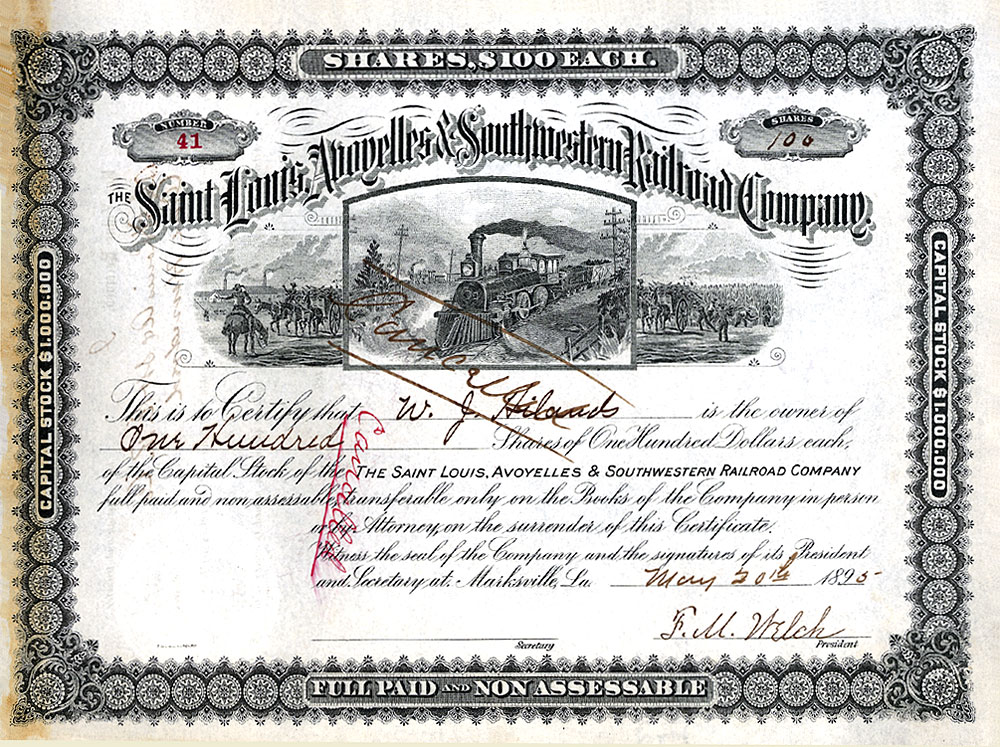 SHARES, $100 EACH.
NUMBER
41
SHARES
100
THE Saint Louis, Avoyelles & Southwestern Railroad Company.
CAPITAL STOCK $1.000.000
CAPITAL STOCK $1.000.000
Cancelled
This is to Certify that W. J. Hilands is the owner of
One Hundred Shares of One Hundred Dollars each,
of the Capital Stock of the THE SAINT LOUIS, AVOYELLES & SOUTHWESTERN RAILROAD COMPANY
full paid and non assessable, transferable only on the Books of the Company in person
or by Attorney, on the surrender of this Certificate.
Cancelled
Witness the seal of the Company and the signatures of its President
and Secretary at Marksville, La. May 20th 1895
F. M. Welch
Secretary
President
FULL PAID AND NON ASSESSABLE